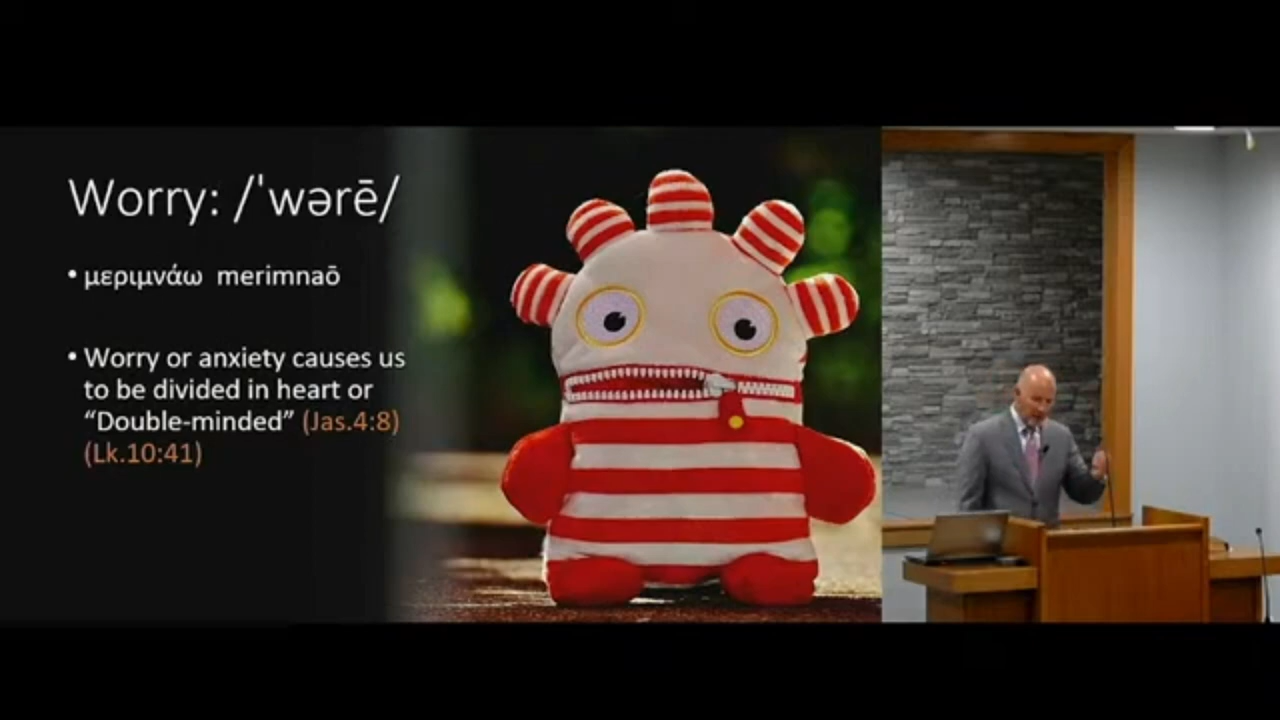 Worry: /ˈwərē/
• μεριμνάω merimnaō
• Worry or anxiety causes us
to be divided in heart or
“Double-minded” (Jas.4:8)
(Lk.10:41)